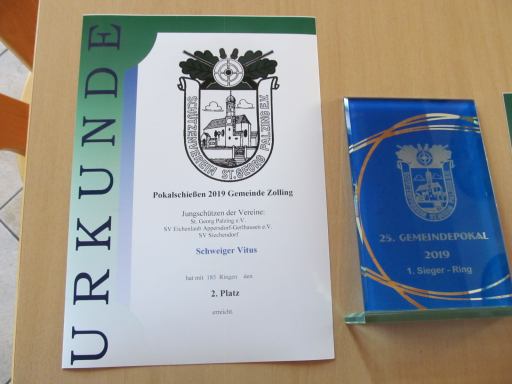 URKUNDE
SCHÜTZENVEREIN ST. GEORG PALZING E.V.
Pokalschießen 2019 Gemeinde Zolling
Jungschützen der Vereine:
St. Georg Palzing e.V.
SV Eichenlaub Appersdorf-Gerlhausen e.V.
SV Siechendorf
Schweiger Vitus
hat mit 185 Ringen den
2. Platz
erreicht.
25. GEMEINDEPOKAL
2019
1. Sieger - Ring